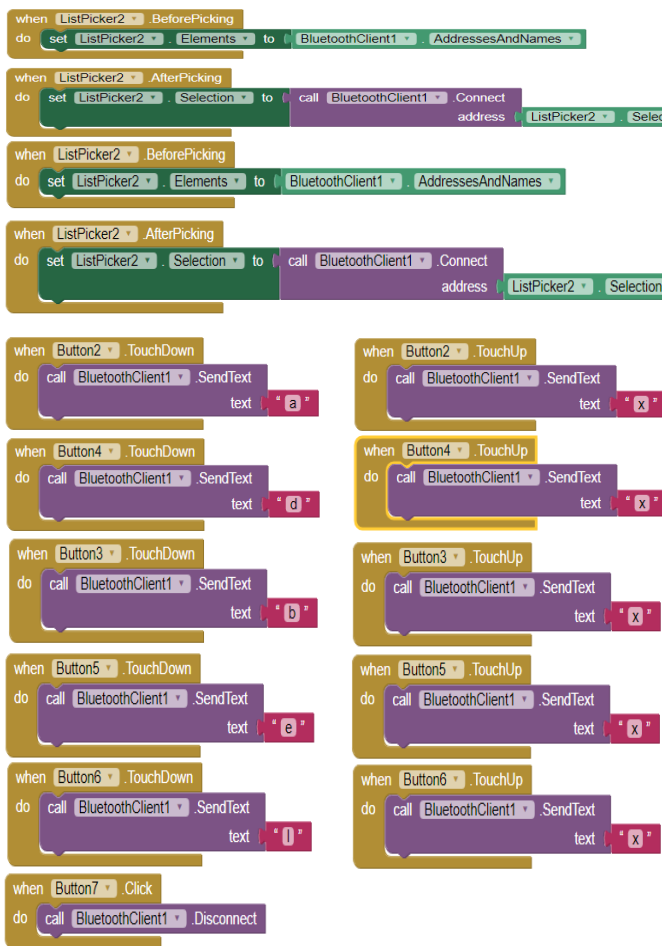 when ListPicker2 .BeforePicking
do set ListPicker2 . Elements to BluetoothClient1 . AddressesAndNames
when ListPicker2 .AfterPicking
do set ListPicker2 . Selection to call BluetoothClient1 .Connect
address ListPicker2 . Selec
when ListPicker2 .BeforePicking
do set ListPicker2 . Elements to BluetoothClient1 . AddressesAndNames
when ListPicker2 .AfterPicking
do set ListPicker2 . Selection to call BluetoothClient1 .Connect
address ListPicker2 . Selection
when Button2 .TouchDown
do call BluetoothClient1 .SendText
text " a "
when Button2 .TouchUp
do call BluetoothClient1 .SendText
text " x "
when Button4 .TouchDown
do call BluetoothClient1 .SendText
text " d "
when Button4 .TouchUp
do call BluetoothClient1 .SendText
text " x "
when Button3 .TouchDown
do call BluetoothClient1 .SendText
text " b "
when Button3 .TouchUp
do call BluetoothClient1 .SendText
text " x "
when Button5 .TouchDown
do call BluetoothClient1 .SendText
text " e "
when Button5 .TouchUp
do call BluetoothClient1 .SendText
text " x "
when Button6 .TouchDown
do call BluetoothClient1 .SendText
text " l "
when Button6 .TouchUp
do call BluetoothClient1 .SendText
text " x "
when Button7 .Click
do call BluetoothClient1 .Disconnect